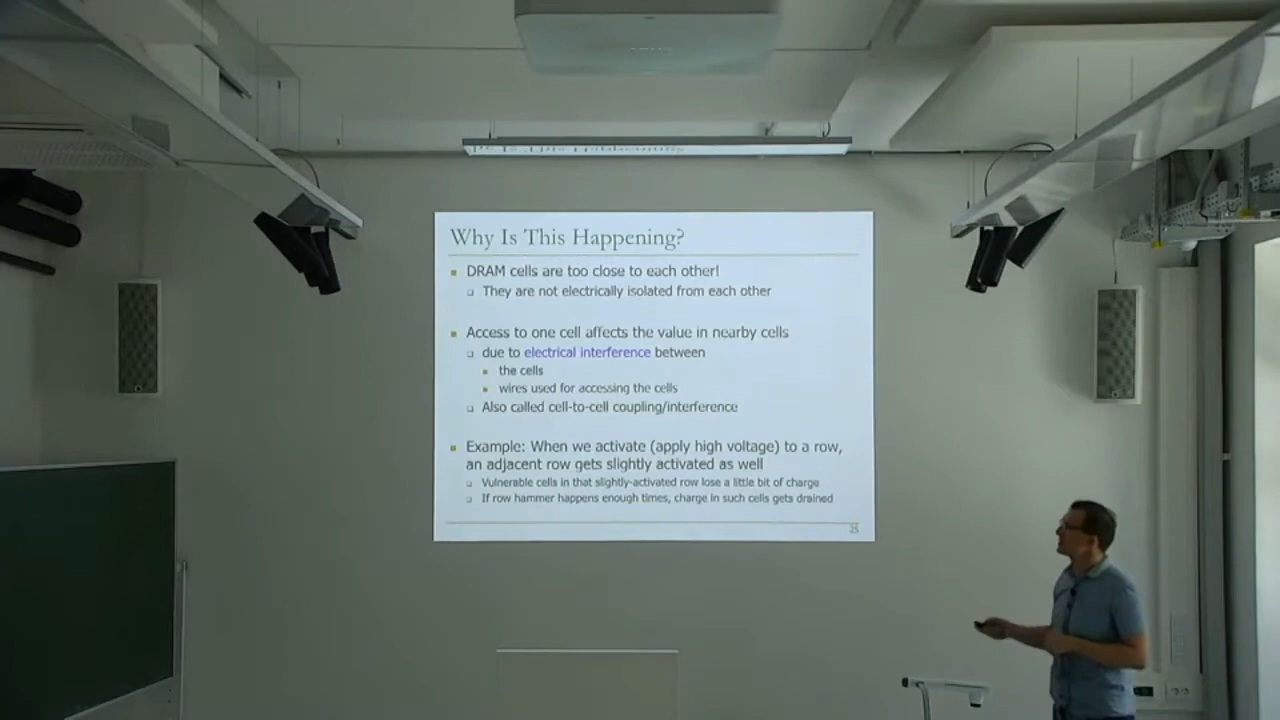 Why Is This Happening?
DRAM cells are too close to each other!
They are not electrically isolated from each other
Access to one cell affects the value in nearby cells
due to electrical interference between
the cells
wires used for accessing the cells
Also called cell-to-cell coupling/interference
Example: When we activate (apply high voltage) to a row,
an adjacent row gets slightly activated as well
Vulnerable cells in that slightly-activated row lose a little bit of charge
If row hammer happens enough times, charge in such cells gets drained